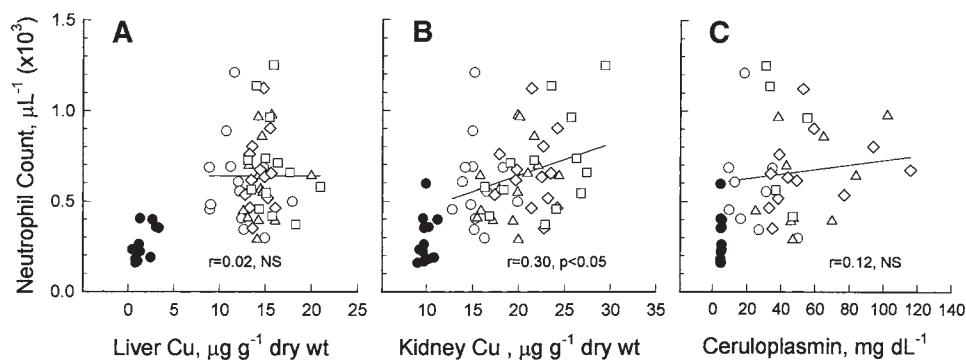 A
B
C
Neutrophil Count, μL⁻¹ (x10³)
1.5
1.0
0.5
0.0
r=0.02, NS
r=0.30, p<0.05
r=0.12, NS
0 5 10 15 20 25
5 10 15 20 25 30 35
0 20 40 60 80 100 120 140
Liver Cu, μg g⁻¹ dry wt
Kidney Cu , μg g⁻¹ dry wt
Ceruloplasmin, mg dL⁻¹